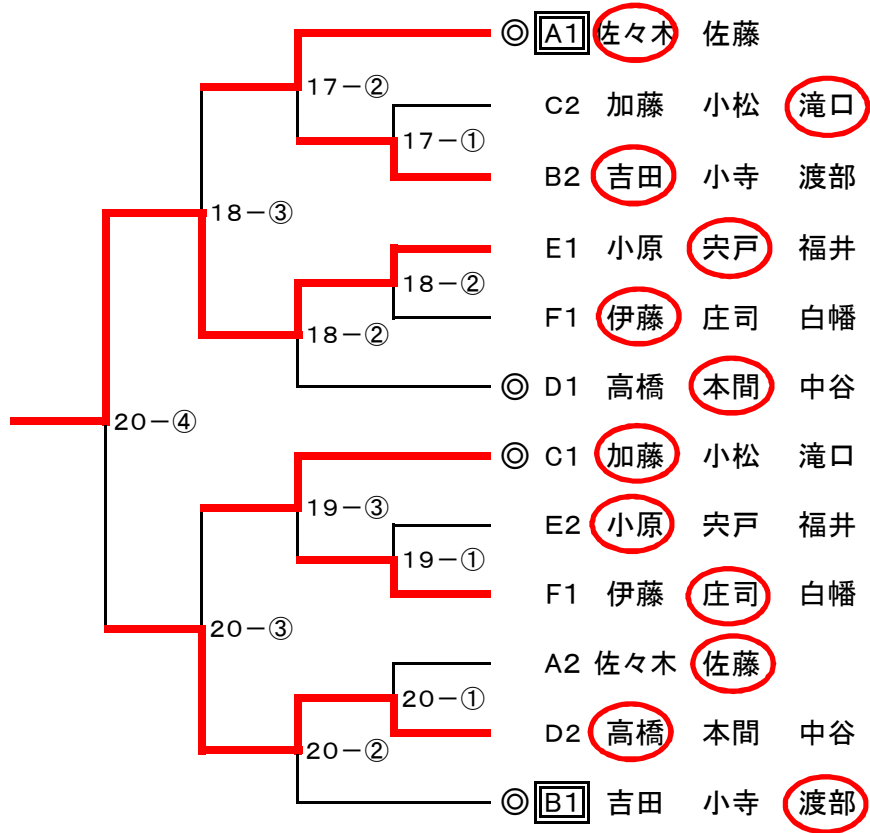 ◎ A1 佐々木 佐藤
17－②
C2 加藤 小松 滝口
17－①
B2 吉田 小寺 渡部
18－③
E1 小原 宍戸 福井
18－②
F1 伊藤 庄司 白幡
18－②
◎ D1 高橋 本間 中谷
20－④
◎ C1 加藤 小松 滝口
19－③
E2 小原 宍戸 福井
19－①
F1 伊藤 庄司 白幡
20－③
A2 佐々木 佐藤
20－①
D2 高橋 本間 中谷
20－②
◎ B1 吉田 小寺 渡部